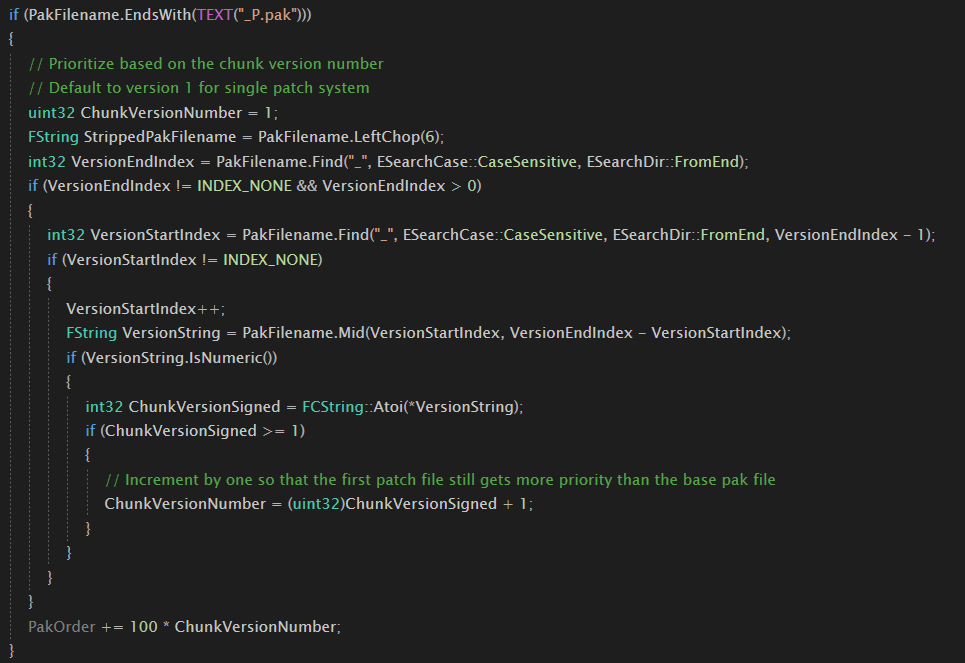 if (PakFilename.EndsWith(TEXT("_P.pak")))
{
// Prioritize based on the chunk version number
// Default to version 1 for single patch system
uint32 ChunkVersionNumber = 1;
FString StrippedPakFilename = PakFilename.LeftChop(6);
int32 VersionEndIndex = PakFilename.Find("_", ESearchCase::CaseSensitive, ESearchDir::FromEnd);
if (VersionEndIndex != INDEX_NONE && VersionEndIndex > 0)
{
int32 VersionStartIndex = PakFilename.Find("_", ESearchCase::CaseSensitive, ESearchDir::FromEnd, VersionEndIndex - 1);
if (VersionStartIndex != INDEX_NONE)
{
VersionStartIndex++;
FString VersionString = PakFilename.Mid(VersionStartIndex, VersionEndIndex - VersionStartIndex);
if (VersionString.IsNumeric())
{
int32 ChunkVersionSigned = FCString::Atoi(*VersionString);
if (ChunkVersionSigned >= 1)
{
// Increment by one so that the first patch file still gets more priority than the base pak file
ChunkVersionNumber = (uint32)ChunkVersionSigned + 1;
}
}
}
}
PakOrder += 100 * ChunkVersionNumber;
}